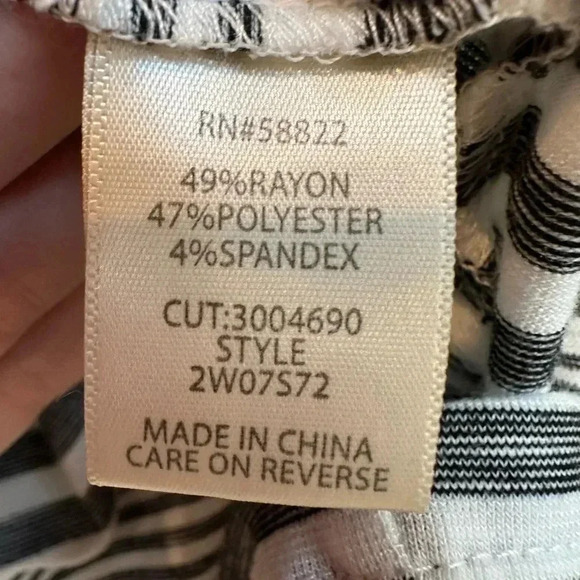 RN#58822
49%RAYON
47%POLYESTER
4%SPANDEX
CUT:3004690
STYLE
2W07S72
MADE IN CHINA
CARE ON REVERSE